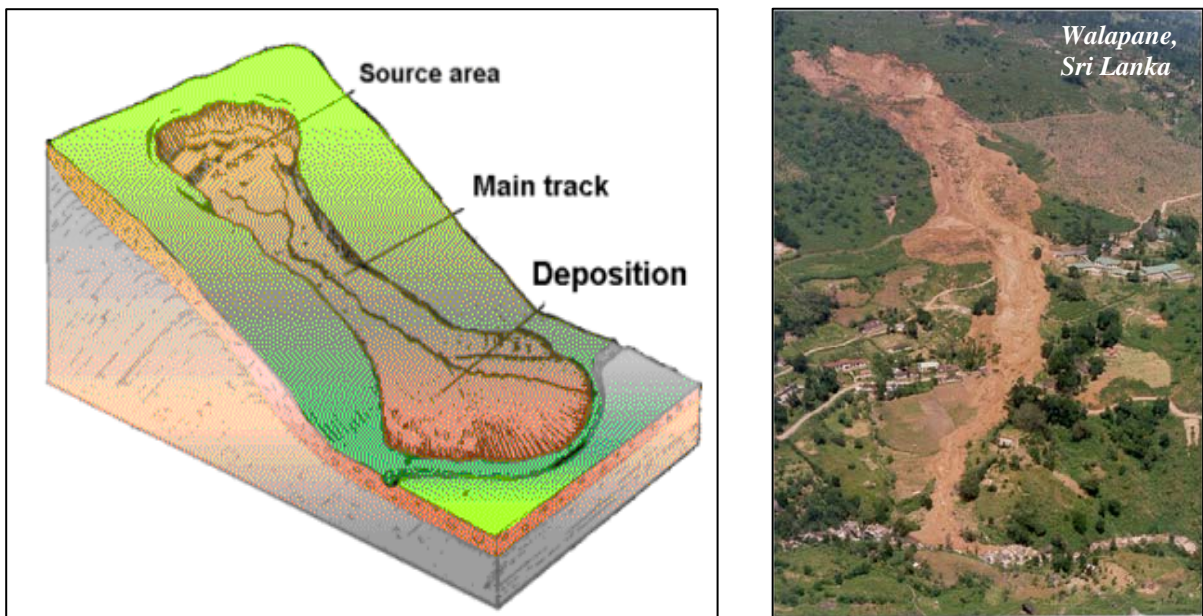 Source area
Main track
Deposition
Walapane,
Sri Lanka